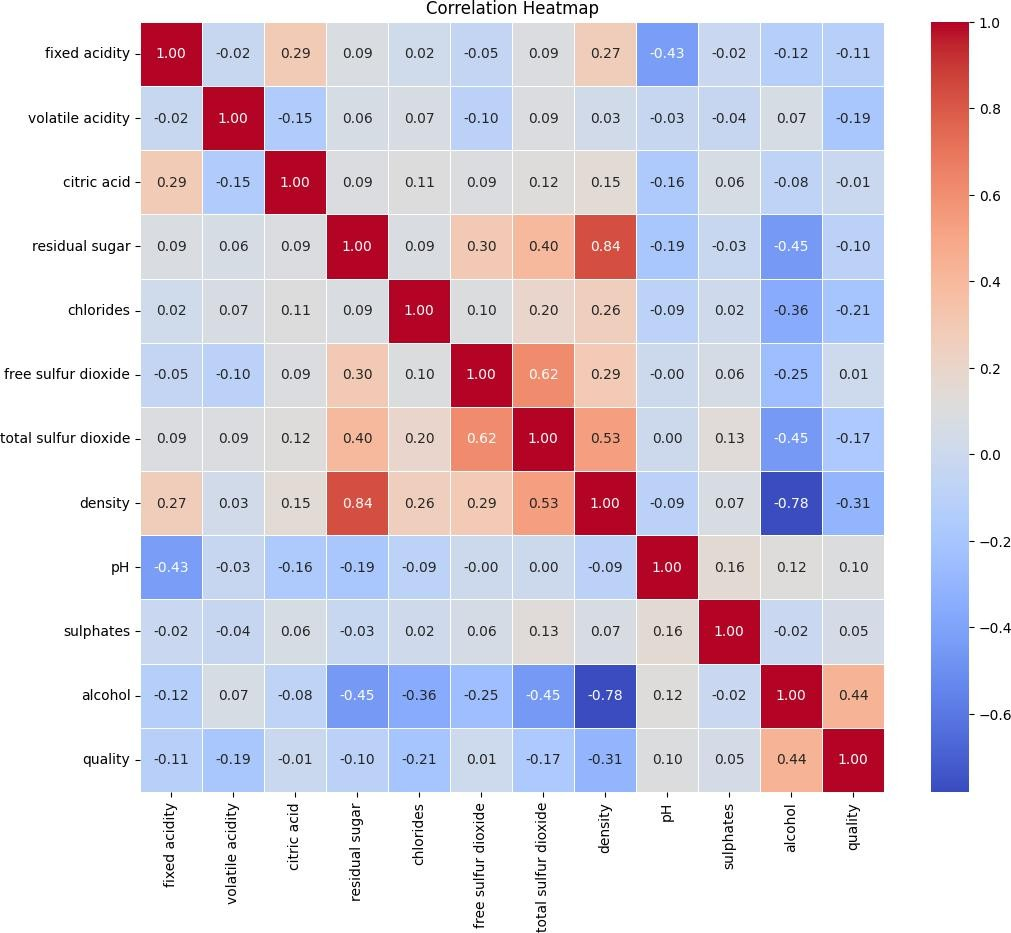 Correlation Heatmap
fixed acidity 1.00 -0.02 0.29 0.09 0.02 -0.05 0.09 0.27 -0.43 -0.02 -0.12 -0.11
volatile acidity -0.02 1.00 -0.15 0.06 0.07 -0.10 0.09 0.03 -0.03 -0.04 0.07 -0.19
citric acid 0.29 -0.15 1.00 0.09 0.11 0.09 0.12 0.15 -0.16 0.06 -0.08 -0.01
residual sugar 0.09 0.06 0.09 1.00 0.09 0.30 0.40 0.84 -0.19 -0.03 -0.45 -0.10
chlorides 0.02 0.07 0.11 0.09 1.00 0.10 0.20 0.26 -0.09 0.02 -0.36 -0.21
free sulfur dioxide -0.05 -0.10 0.09 0.30 0.10 1.00 0.62 0.29 -0.00 0.06 -0.25 0.01
total sulfur dioxide 0.09 0.09 0.12 0.40 0.20 0.62 1.00 0.53 0.00 0.13 -0.45 -0.17
density 0.27 0.03 0.15 0.84 0.26 0.29 0.53 1.00 -0.09 0.07 -0.78 -0.31
pH -0.43 -0.03 -0.16 -0.19 -0.09 -0.00 0.00 -0.09 1.00 0.16 0.12 0.10
sulphates -0.02 -0.04 0.06 -0.03 0.02 0.06 0.13 0.07 0.16 1.00 -0.02 0.05
alcohol -0.12 0.07 -0.08 -0.45 -0.36 -0.25 -0.45 -0.78 0.12 -0.02 1.00 0.44
quality -0.11 -0.19 -0.01 -0.10 -0.21 0.01 -0.17 -0.31 0.10 0.05 0.44 1.00
fixed acidity
volatile acidity
citric acid
residual sugar
chlorides
free sulfur dioxide
total sulfur dioxide
density
pH
sulphates
alcohol
quality
1.0
0.8
0.6
0.4
0.2
0.0
−0.2
−0.4
−0.6